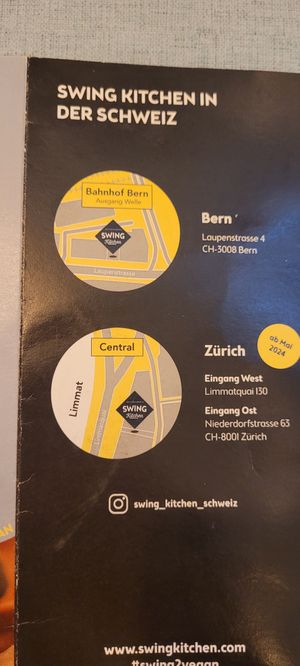 SWING KITCHEN IN
DER SCHWEIZ
Bahnhof Bern
Ausgang Welle
SWING
Kitchen
Laupenstrasse
Bern
Laupenstrasse 4
CH-3008 Bern
Central
Limmat
Limmatquai
SWING
Kitchen
ab Mai
2024
Zürich
Eingang West
Limmatquai 130
Eingang Ost
Niederdorfstrasse 63
CH-8001 Zürich
swing_kitchen_schweiz
www.swingkitchen.com
#swing2vegan
AN